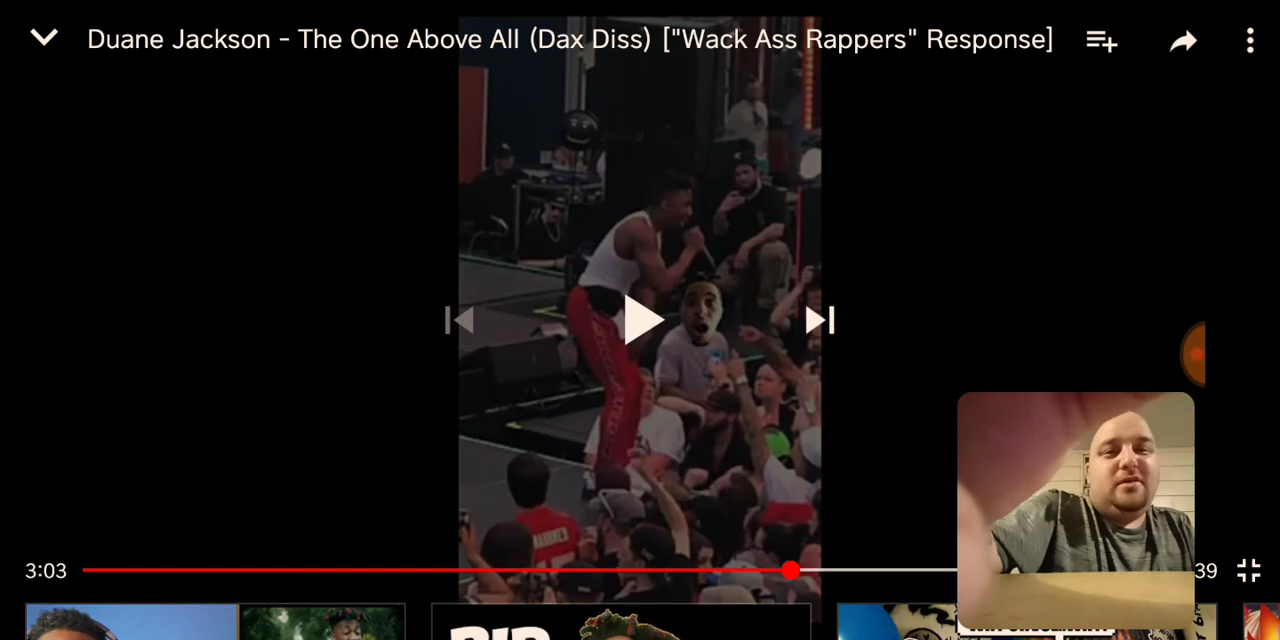 Duane Jackson - The One Above All (Dax Diss) ["Wack Ass Rappers" Response]
3:03
39
RIP